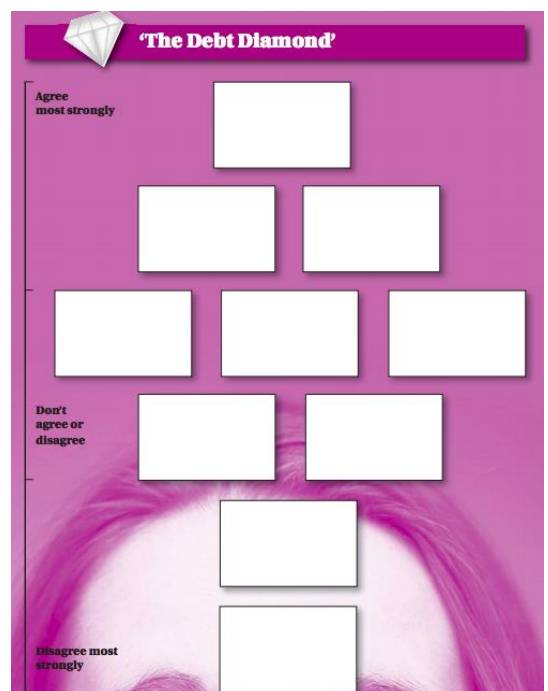 ‘The Debt Diamond’
Agree
most strongly
Don't
agree or
disagree
Disagree most
strongly